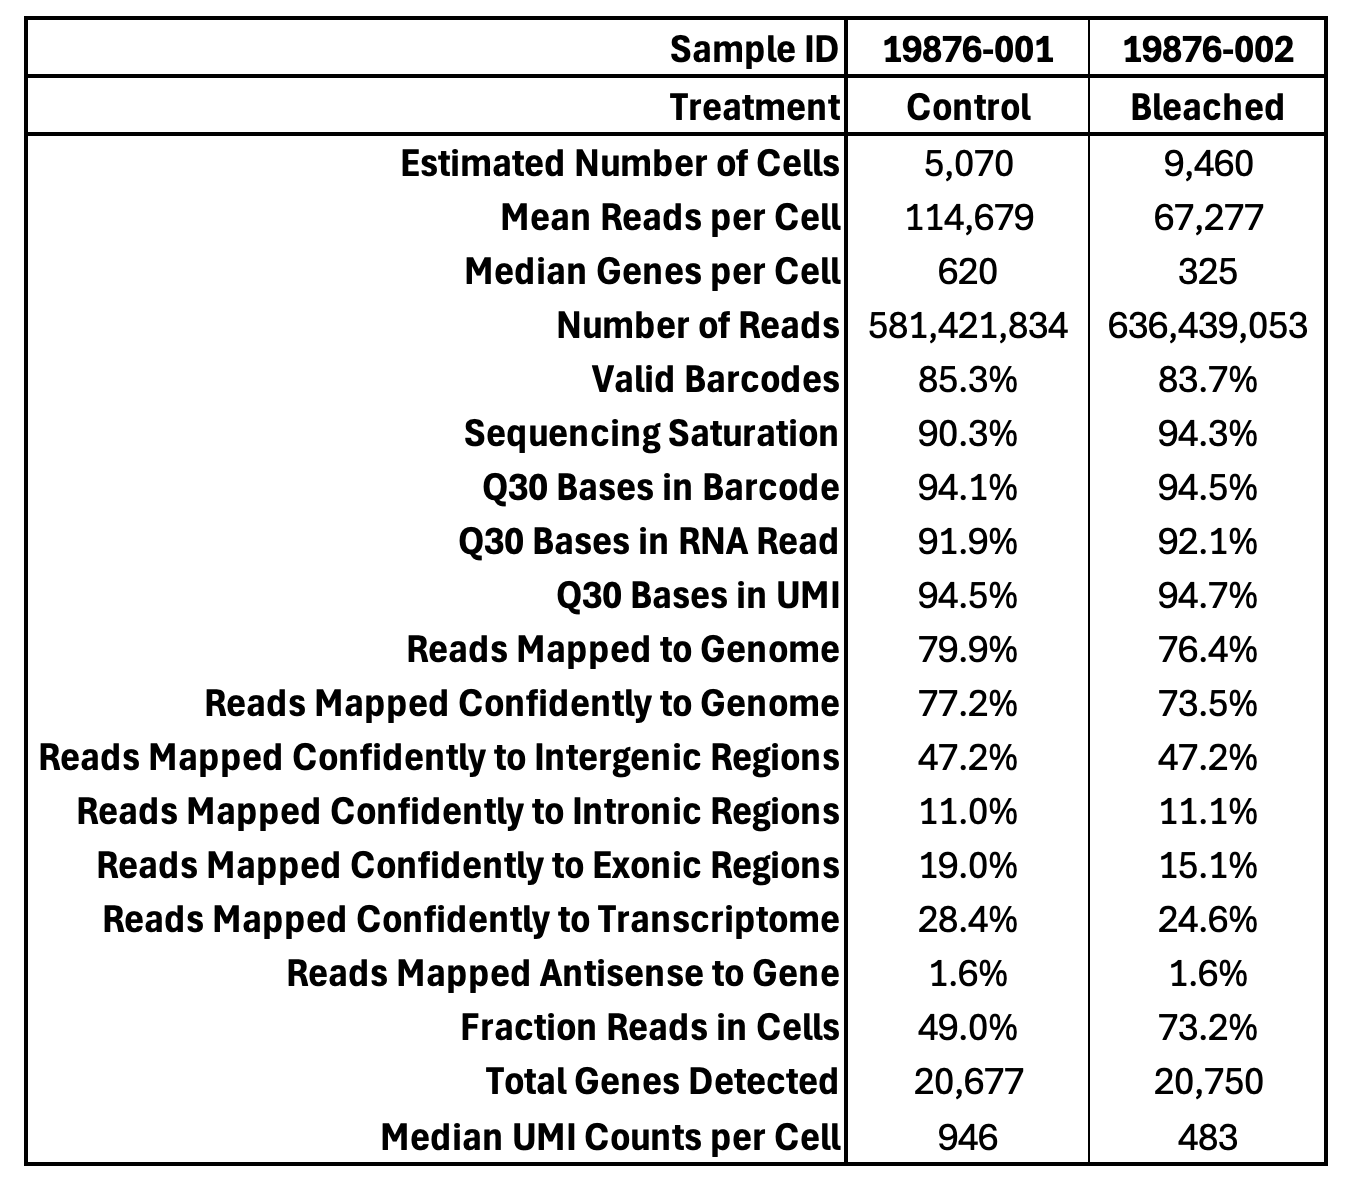 Sample ID 19876-001 19876-002
Treatment Control Bleached
Estimated Number of Cells 5,070 9,460
Mean Reads per Cell 114,679 67,277
Median Genes per Cell 620 325
Number of Reads 581,421,834 636,439,053
Valid Barcodes 85.3% 83.7%
Sequencing Saturation 90.3% 94.3%
Q30 Bases in Barcode 94.1% 94.5%
Q30 Bases in RNA Read 91.9% 92.1%
Q30 Bases in UMI 94.5% 94.7%
Reads Mapped to Genome 79.9% 76.4%
Reads Mapped Confidently to Genome 77.2% 73.5%
Reads Mapped Confidently to Intergenic Regions 47.2% 47.2%
Reads Mapped Confidently to Intronic Regions 11.0% 11.1%
Reads Mapped Confidently to Exonic Regions 19.0% 15.1%
Reads Mapped Confidently to Transcriptome 28.4% 24.6%
Reads Mapped Antisense to Gene 1.6% 1.6%
Fraction Reads in Cells 49.0% 73.2%
Total Genes Detected 20,677 20,750
Median UMI Counts per Cell 946 483